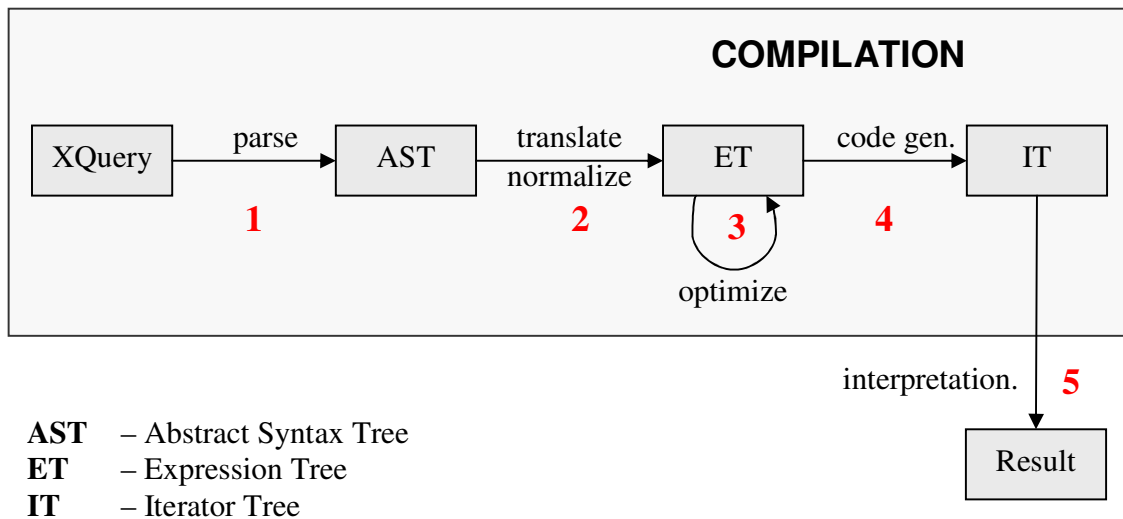 COMPILATION
XQuery
parse
AST
translate
normalize
ET
code gen.
IT
1
2
3
4
optimize
interpretation.
5
Result
AST – Abstract Syntax Tree
ET – Expression Tree
IT – Iterator Tree